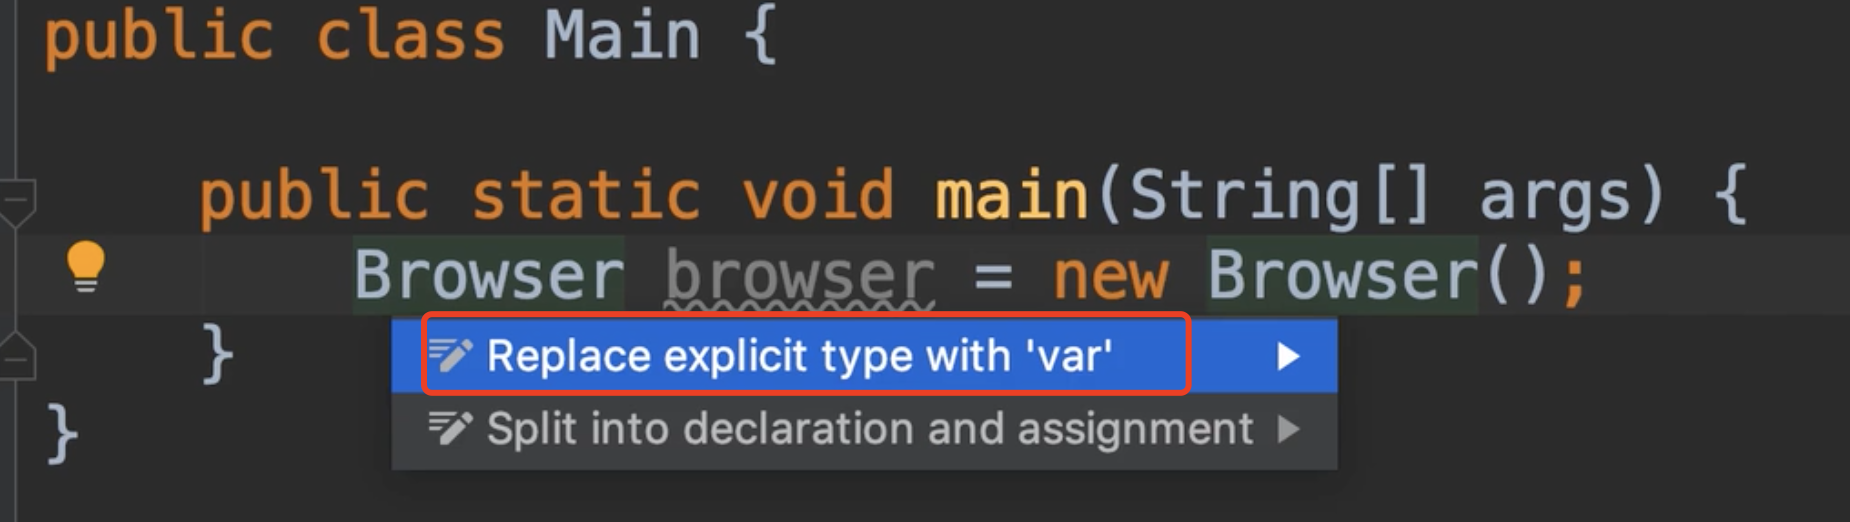 public class Main {
public static void main(String[] args) {
Browser browser = new Browser();
Replace explicit type with 'var'
}
Split into declaration and assignment
}